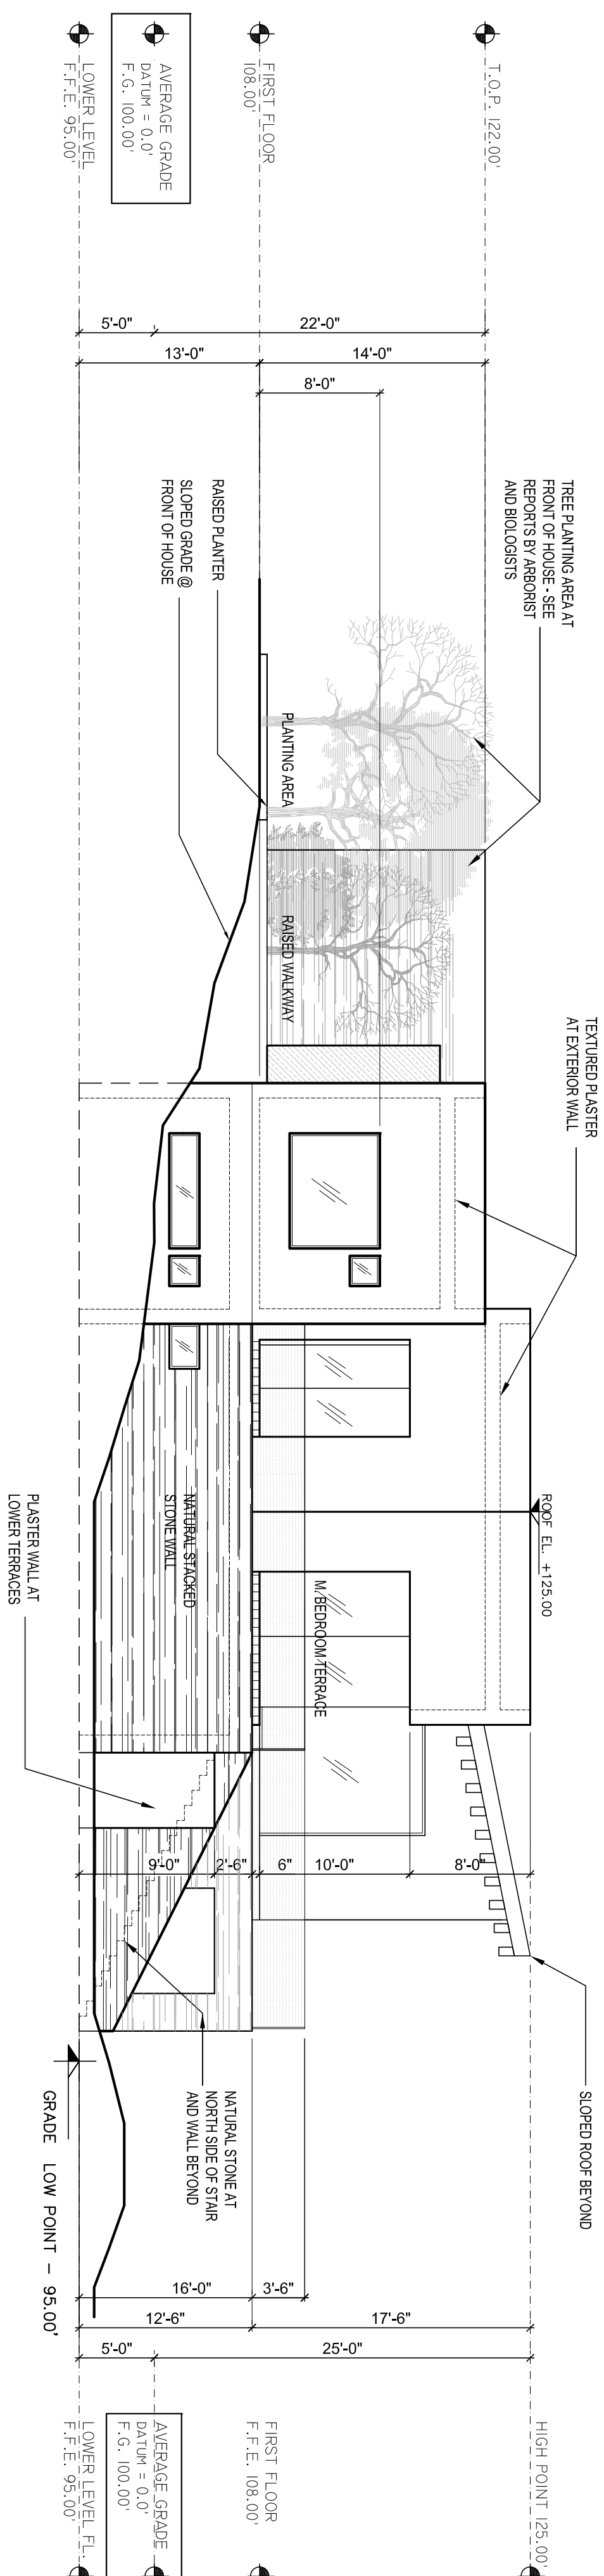 T.O.P. 122.00'
FIRST FLOOR
108.00'
AVERAGE GRADE
DATUM = 0.0'
F.G. 100.00'
LOWER LEVEL
F.F.E. 95.00'
22'-0"
5'-0"
14'-0"
13'-0"
8'-0"
TREE PLANTING AREA AT
FRONT OF HOUSE - SEE
REPORTS BY ARBORIST
AND BIOLOGISTS
RAISED PLANTER
SLOPED GRADE @
FRONT OF HOUSE
PLANTING AREA
RAISED WALKWAY
TEXTURED PLASTER
AT EXTERIOR WALL
ROOF EL. +125.00
NATURAL STACKED
STONE WALL
M. BEDROOM TERRACE
PLASTER WALL AT
LOWER TERRACES
8'-0"
10'-0"
6"
2'-6"
9'-0"
SLOPED ROOF BEYOND
NATURAL STONE AT
NORTH SIDE OF STAIR
AND WALL BEYOND
GRADE LOW POINT - 95.00'
3'-6"
16'-0"
17'-6"
12'-6"
25'-0"
5'-0"
HIGH POINT 125.00'
FIRST FLOOR
F.F.E. 108.00'
AVERAGE GRADE
DATUM = 0.0'
F.G. 100.00'
LOWER LEVEL FL.
F.F.E. 95.00'